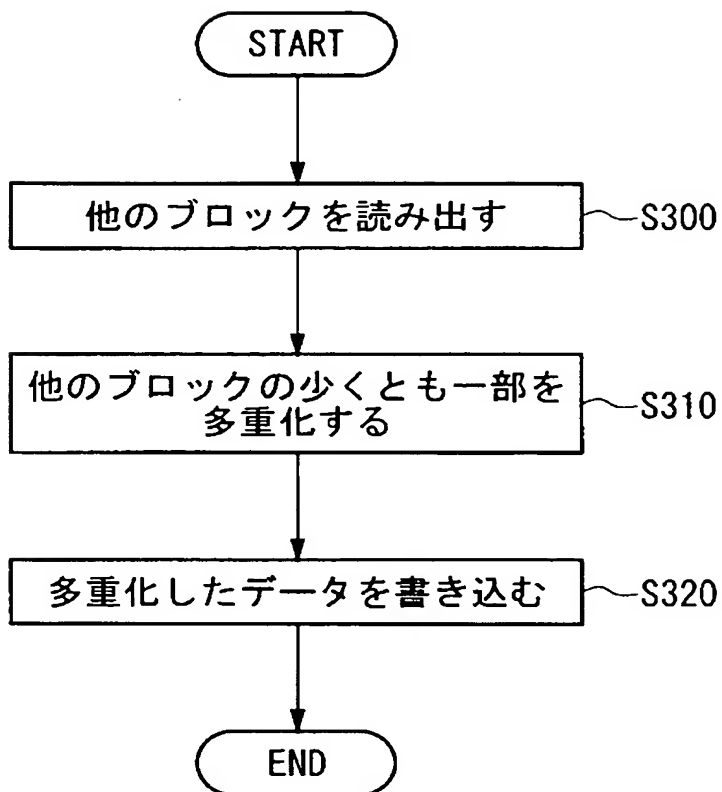 START
他のブロックを読み出す
S300
他のブロックの少くとも一部を
多重化する
S310
多重化したデータを書き込む
S320
END